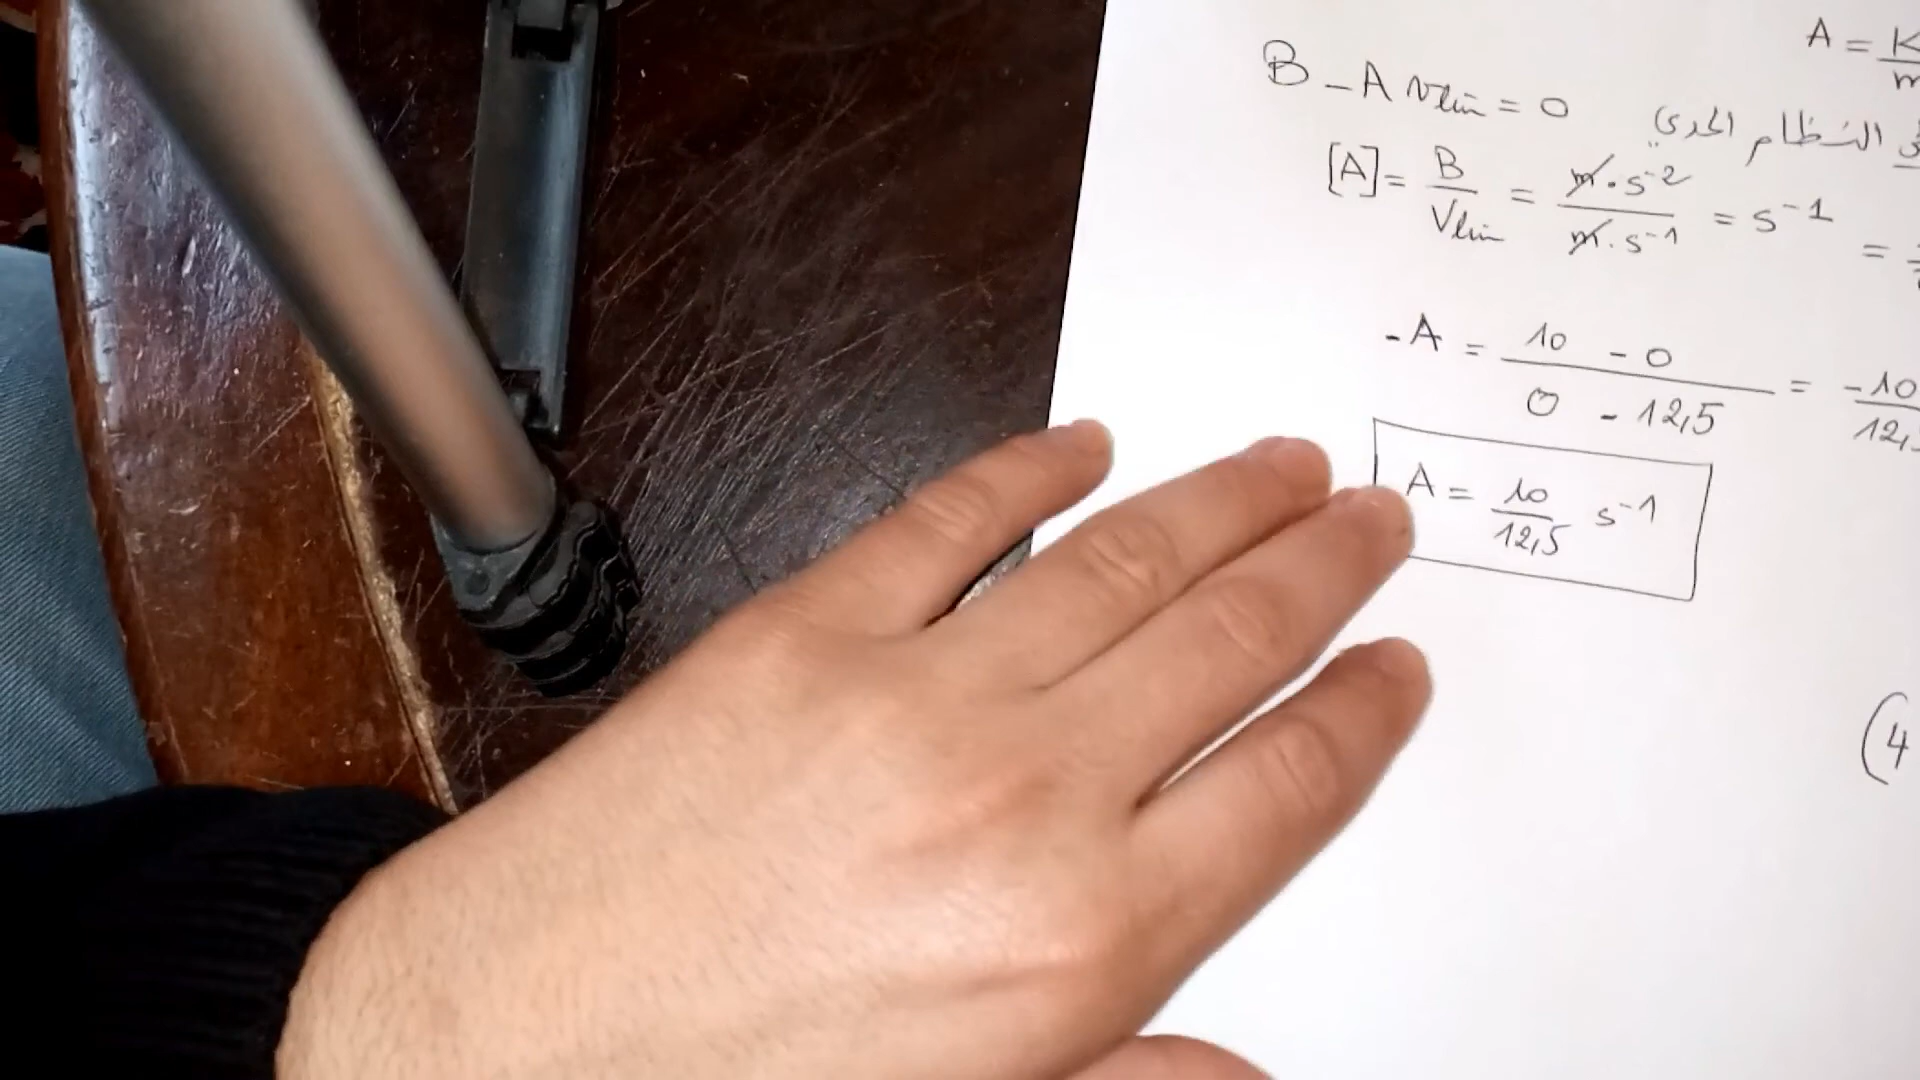 A = K/m
B - A vlim = 0 النظام الحدي
[A] = B/Vlim = m·s⁻²/m·s⁻¹ = s⁻¹ =
-A = 10 - 0/0 - 12,5 = -10/12,
A = 10/12,5 s⁻¹
(4